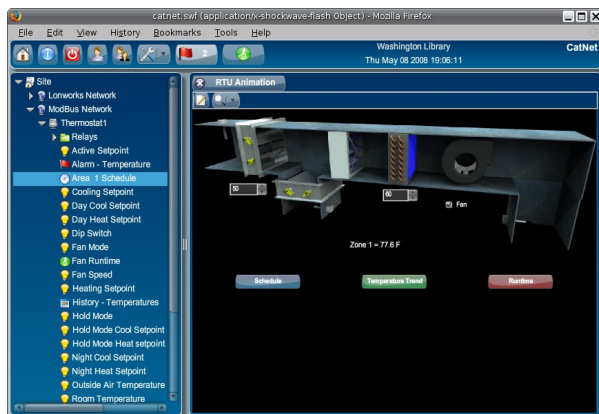 catnet.swf (application/x-shockwave-flash Object) - Mozilla Firefox
File Edit View History Bookmarks Tools Help
2
Washington Library
CatNet
Thu May 08 2008 19:06:11
Site
RTU Animation
Lonworks Network
ModBus Network
Thermostat1
Relays
Active Setpoint
Alarm - Temperature
Area 1 Schedule
Cooling Setpoint
Day Cool Setpoint
Day Heat Setpoint
Dip Switch
Fan Mode
Fan Runtime
Fan Speed
Heating Setpoint
History - Temperatures
Hold Mode
Hold Mode Cool Setpoint
Hold Mode Heat setpoint
Night Cool Setpoint
Night Heat Setpoint
Outside Air Temperature
Room Temperature
50
60
Fan
Zone 1 = 77.6 F
Schedule
Temperature Trend
Runtime